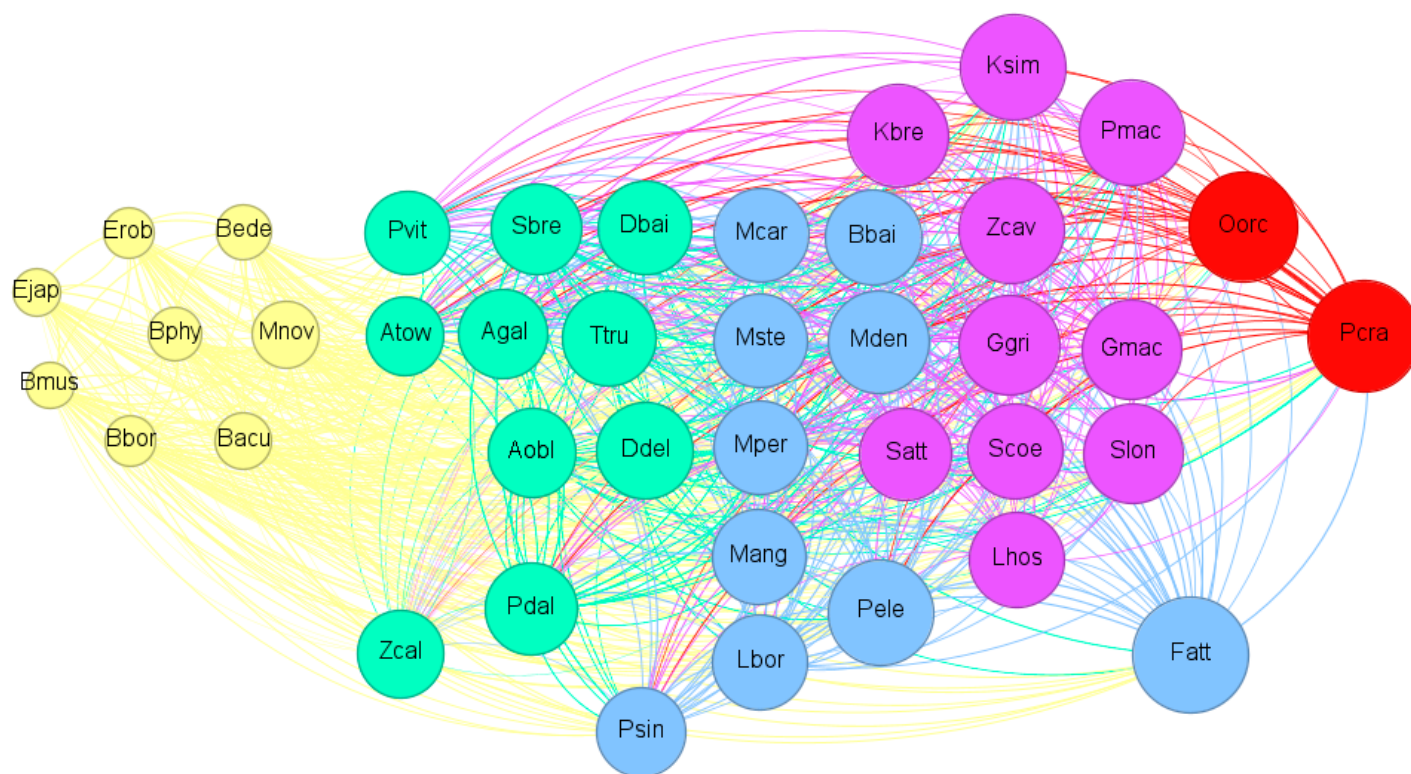 Ksim
Kbre
Pmac
Erob
Bede
Pvit
Sbre
Dbai
Mcar
Bbai
Zcav
Oorc
Ejap
Bphy
Mnov
Atow
Agal
Ttru
Mste
Mden
Ggri
Gmac
Pcra
Bmus
Bbor
Bacu
Aobl
Ddel
Mper
Satt
Scoe
Slon
Mang
Lhos
Pdal
Pele
Zcal
Lbor
Fatt
Psin